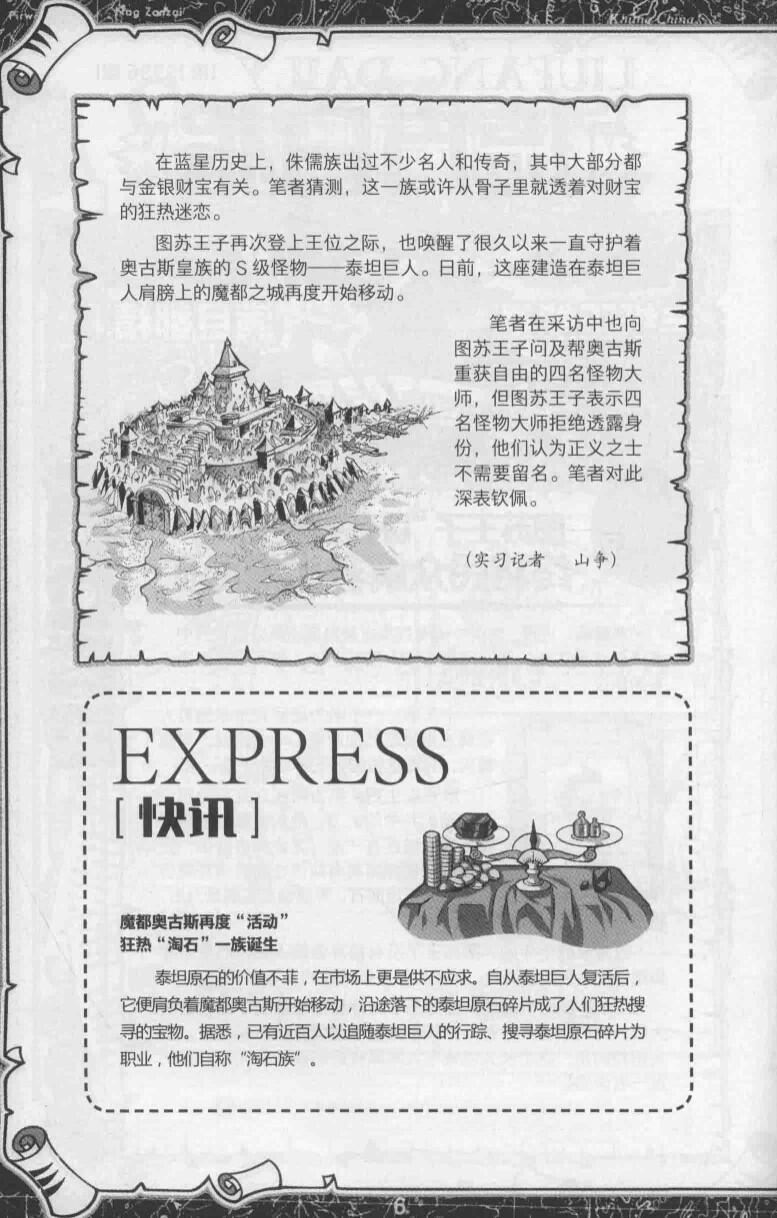 Nag Zanzai
Khung China
在蓝星历史上，侏儒族出过不少名人和传奇，其中大部分都
与金银财宝有关。笔者猜测，这一族或许从骨子里就透着对财宝
的狂热迷恋。
图苏王子再次登上王位之际，也唤醒了很久以来一直守护着
奥古斯皇族的 S 级怪物——泰坦巨人。日前，这座建造在泰坦巨
人肩膀上的魔都之城再度开始移动。
笔者在采访中也向
图苏王子问及帮奥古斯
重获自由的四名怪物大
师，但图苏王子表示四
名怪物大师拒绝透露身
份，他们认为正义之士
不需要留名。笔者对此
深表钦佩。
（实习记者　山争）
EXPRESS
[ 快讯 ]
魔都奥古斯再度“活动”
狂热“淘石”一族诞生
泰坦原石的价值不菲，在市场上更是供不应求。自从泰坦巨人复活后，
它便肩负着魔都奥古斯开始移动，沿途落下的泰坦原石碎片成了人们狂热搜
寻的宝物。据悉，已有近百人以追随泰坦巨人的行踪、搜寻泰坦原石碎片为
职业，他们自称“淘石族”。
6